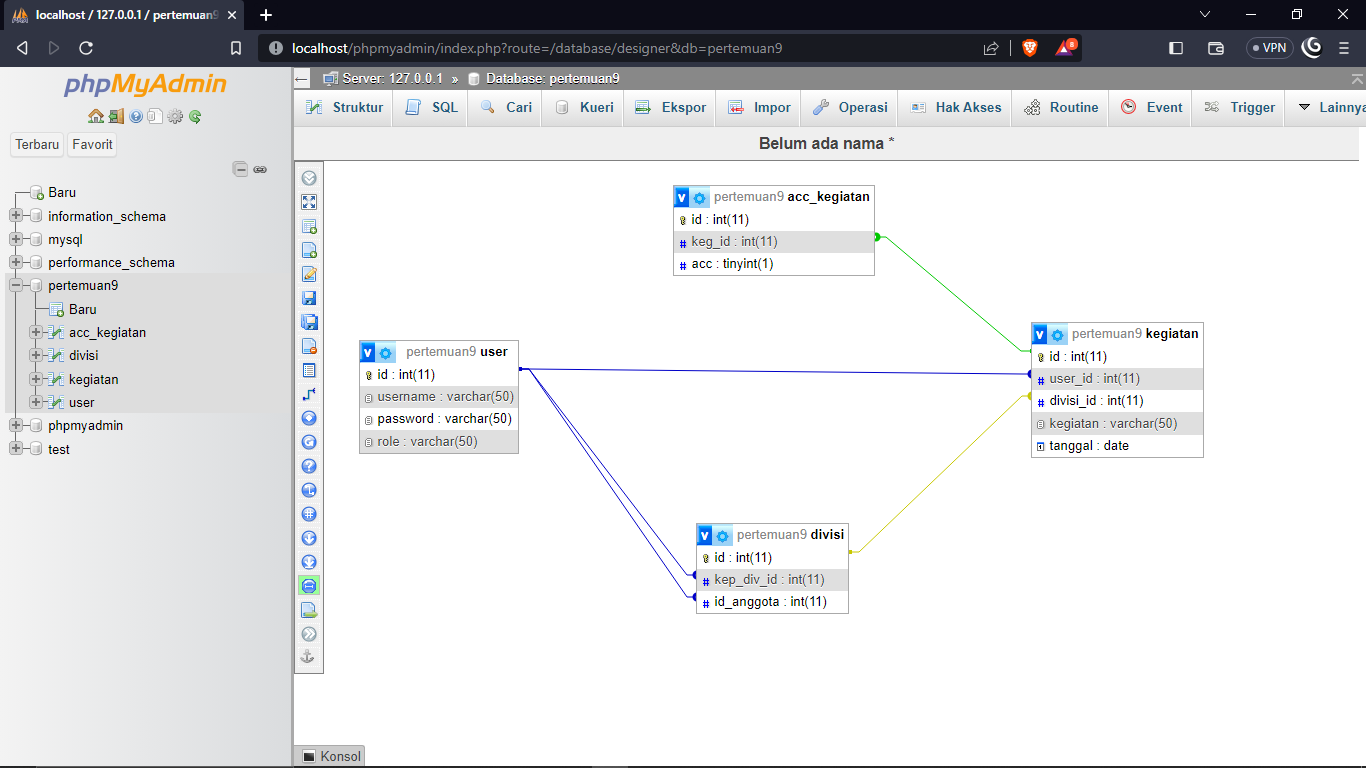 localhost / 127.0.0.1 / pertemuan9
localhost/phpmyadmin/index.php?route=/database/designer&db=pertemuan9
8
VPN
phpMyAdmin
Terbaru
Favorit
Baru
information_schema
mysql
performance_schema
pertemuan9
Baru
acc_kegiatan
divisi
kegiatan
user
phpmyadmin
test
Server: 127.0.0.1 » Database: pertemuan9
Struktur
SQL
Cari
Kueri
Ekspor
Impor
Operasi
Hak Akses
Routine
Event
Trigger
Lainnya
Belum ada nama *
v pertemuan9 acc_kegiatan
id : int(11)
# keg_id : int(11)
# acc : tinyint(1)
v pertemuan9 user
id : int(11)
username : varchar(50)
password : varchar(50)
role : varchar(50)
v pertemuan9 kegiatan
id : int(11)
# user_id : int(11)
# divisi_id : int(11)
kegiatan : varchar(50)
tanggal : date
v pertemuan9 divisi
id : int(11)
# kep_div_id : int(11)
# id_anggota : int(11)
Konsol